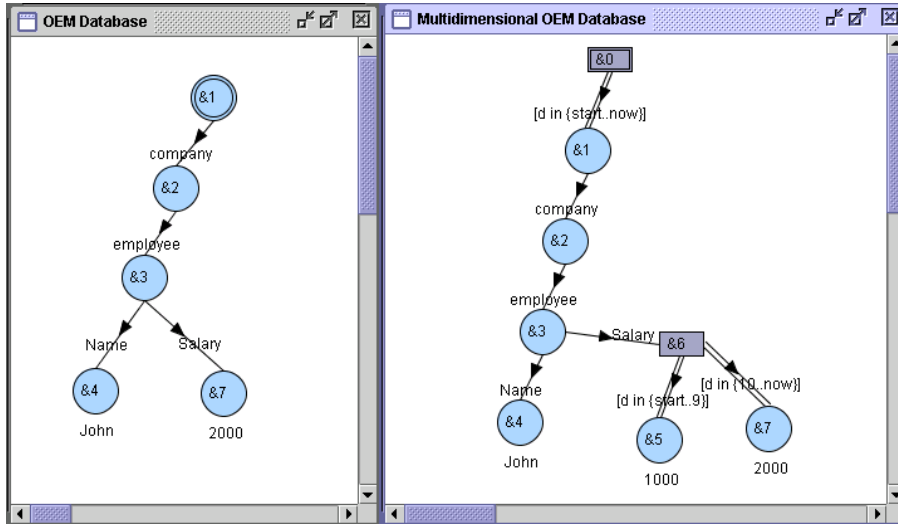 OEM Database
&1
company
&2
employee
&3
Name
Salary
&4
&7
John
2000
Multidimensional OEM Database
&0
[d in {start..now}]
&1
company
&2
employee
&3
Salary
&6
Name
[d in {start..9}]
[d in {10..now}]
&4
&5
&7
John
1000
2000